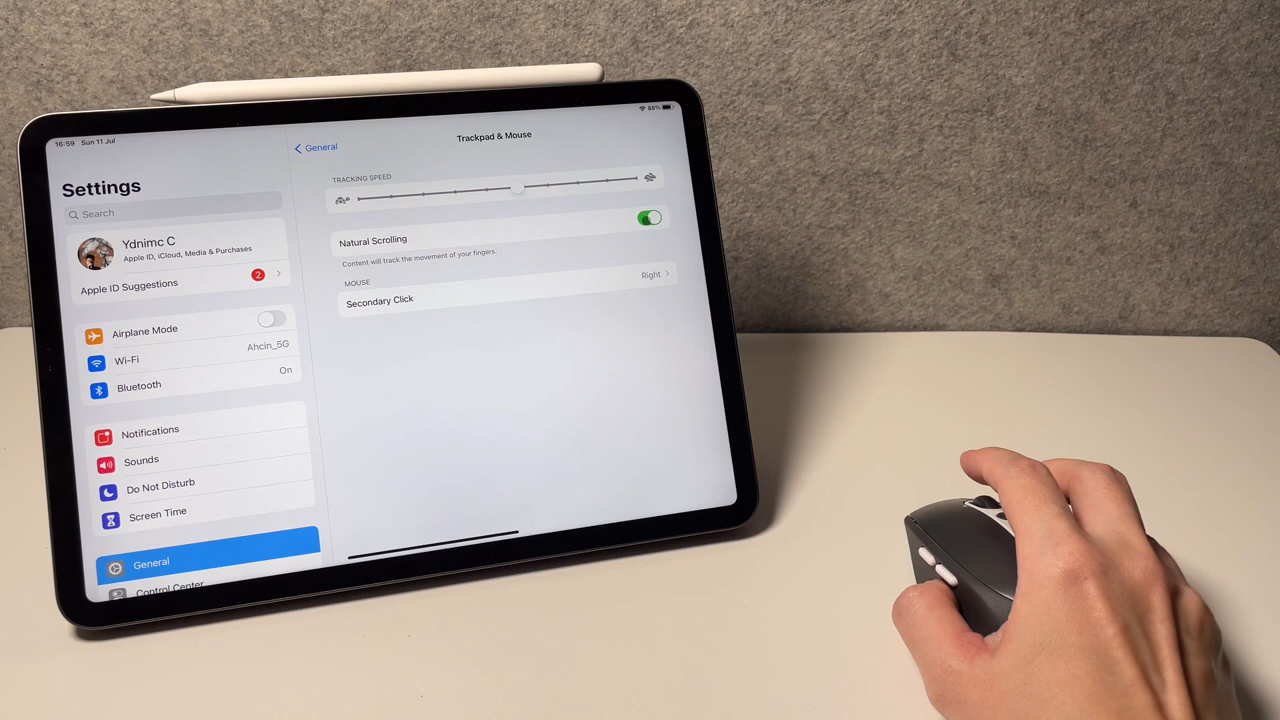 16:59 Sun 11 Jul
88%
Settings
Search
Ydnimc C
Apple ID, iCloud, Media & Purchases
Apple ID Suggestions
2
Airplane Mode
Wi-Fi
Ahcin_5G
Bluetooth
On
Notifications
Sounds
Do Not Disturb
Screen Time
General
Control Center
General
Trackpad & Mouse
TRACKING SPEED
Natural Scrolling
Content will track the movement of your fingers.
MOUSE
Secondary Click
Right